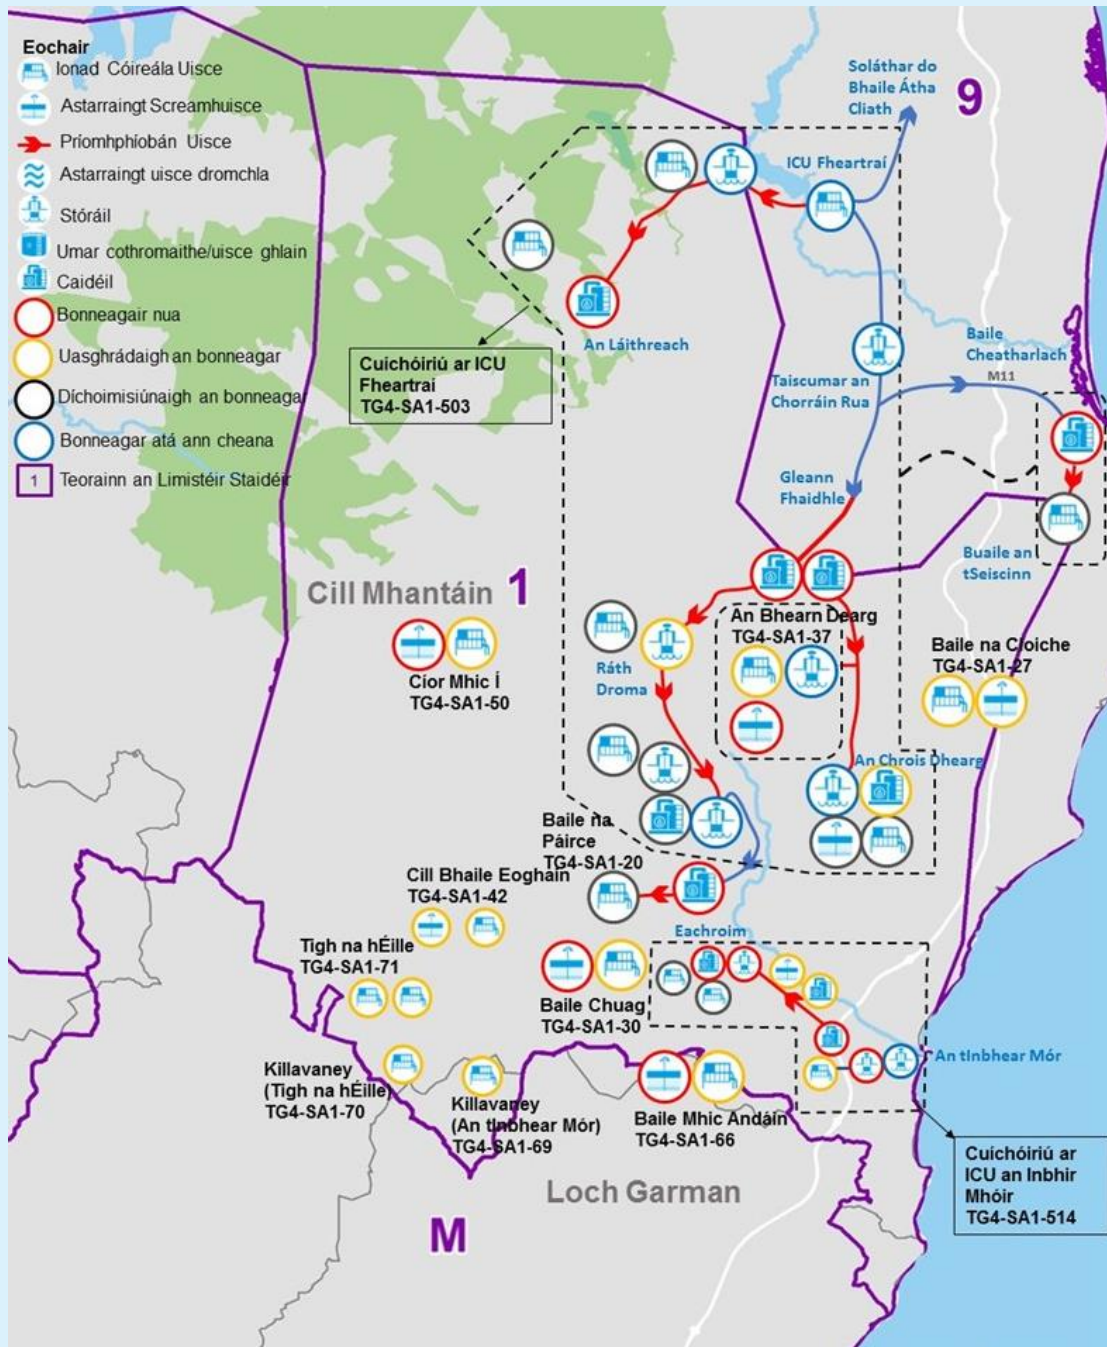 Eochair
Ionad Cóireála Uisce
Astarraingt Screamhuisce
Príomhphíobán Uisce
Astarraingt uisce dromchla
Stóráil
Umar cothromaithe/uisce ghlain
Caidéil
Bonneagair nua
Uasghrádaigh an bonneagar
Díchoimisiúnaigh an bonneagar
Bonneagar atá ann cheana
1
Teorainn an Limistéir Staidéir
Soláthar do
Bhaile Átha
Cliath
9
ICU Fheartraí
An Láithreach
Cuíchóiriú ar ICU
Fheartraí
TG4-SA1-503
Baile
Cheatharlach
M11
Taiscumar an
Chorráin Rua
Gleann
Fhaidhle
Buaile an
tSeiscinn
Cill Mhantáin
1
An Bhearn Dearg
TG4-SA1-37
Baile na Cloiche
TG4-SA1-27
Cíor Mhic Í
TG4-SA1-50
Ráth
Droma
An Chrois Dhearg
Baile na
Páirce
TG4-SA1-20
Cill Bhaile Eoghain
TG4-SA1-42
Eachroim
Tigh na hÉille
TG4-SA1-71
Baile Chuag
TG4-SA1-30
An tInbhear Mór
Killavaney
(Tigh na hÉille)
TG4-SA1-70
Killavaney
(An tInbhear Mór)
TG4-SA1-69
Baile Mhic Andáin
TG4-SA1-66
Cuíchóiriú ar
ICU an Inbhir
Mhóir
TG4-SA1-514
Loch Garman
M